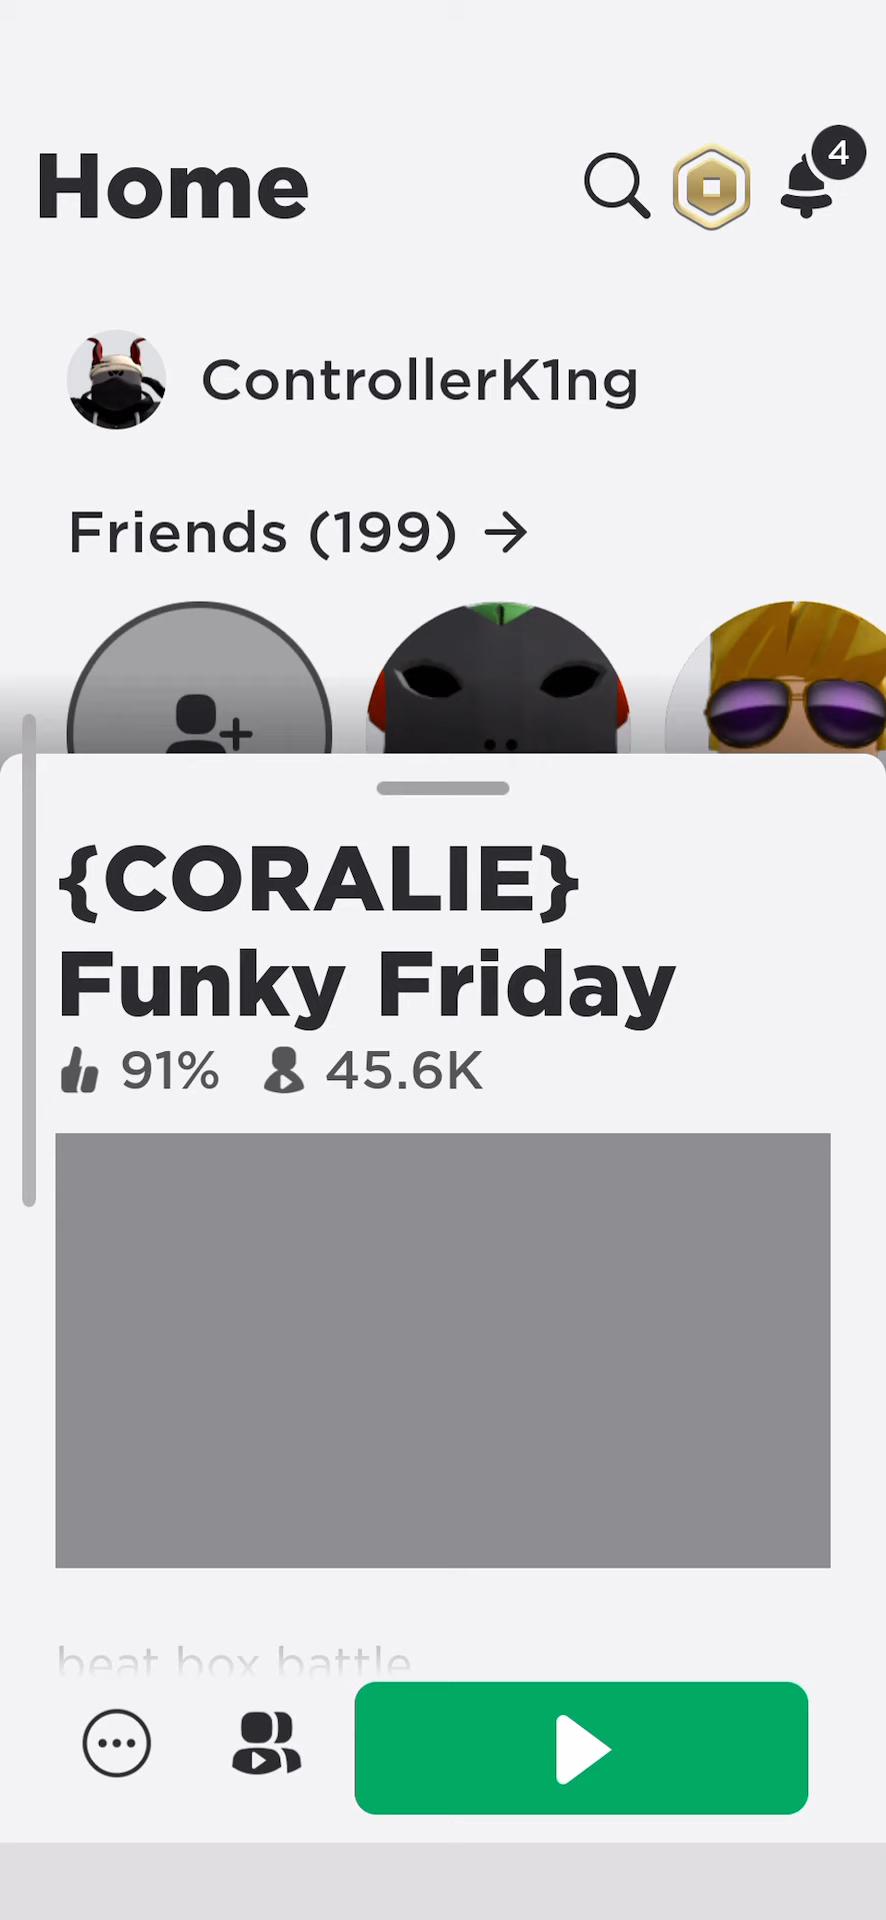 Home
4
ControllerK1ng
Friends (199) →
{CORALIE}
Funky Friday
91% 45.6K
beat box battle